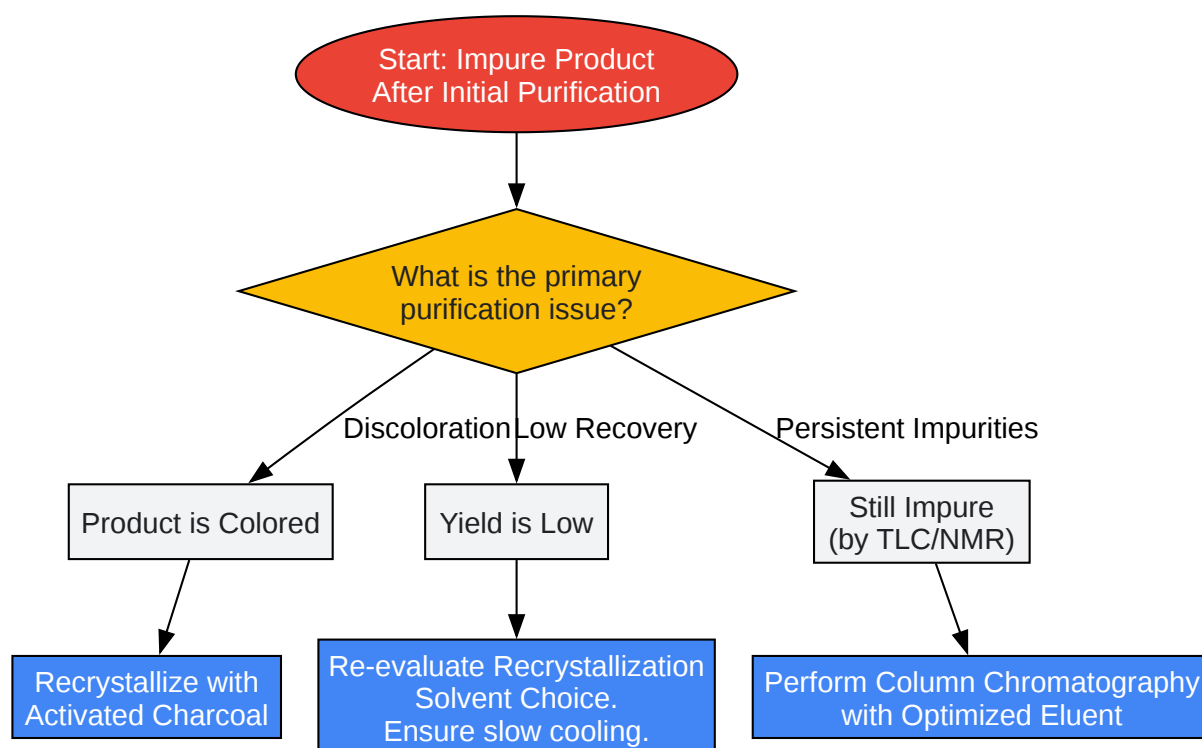 Start: Impure Product
After Initial Purification
What is the primary
purification issue?
Discoloration
Low Recovery
Persistent Impurities
Product is Colored
Yield is Low
Still Impure
(by TLC/NMR)
Recrystallize with
Activated Charcoal
Re-evaluate Recrystallization
Solvent Choice.
Ensure slow cooling.
Perform Column Chromatography
with Optimized Eluent